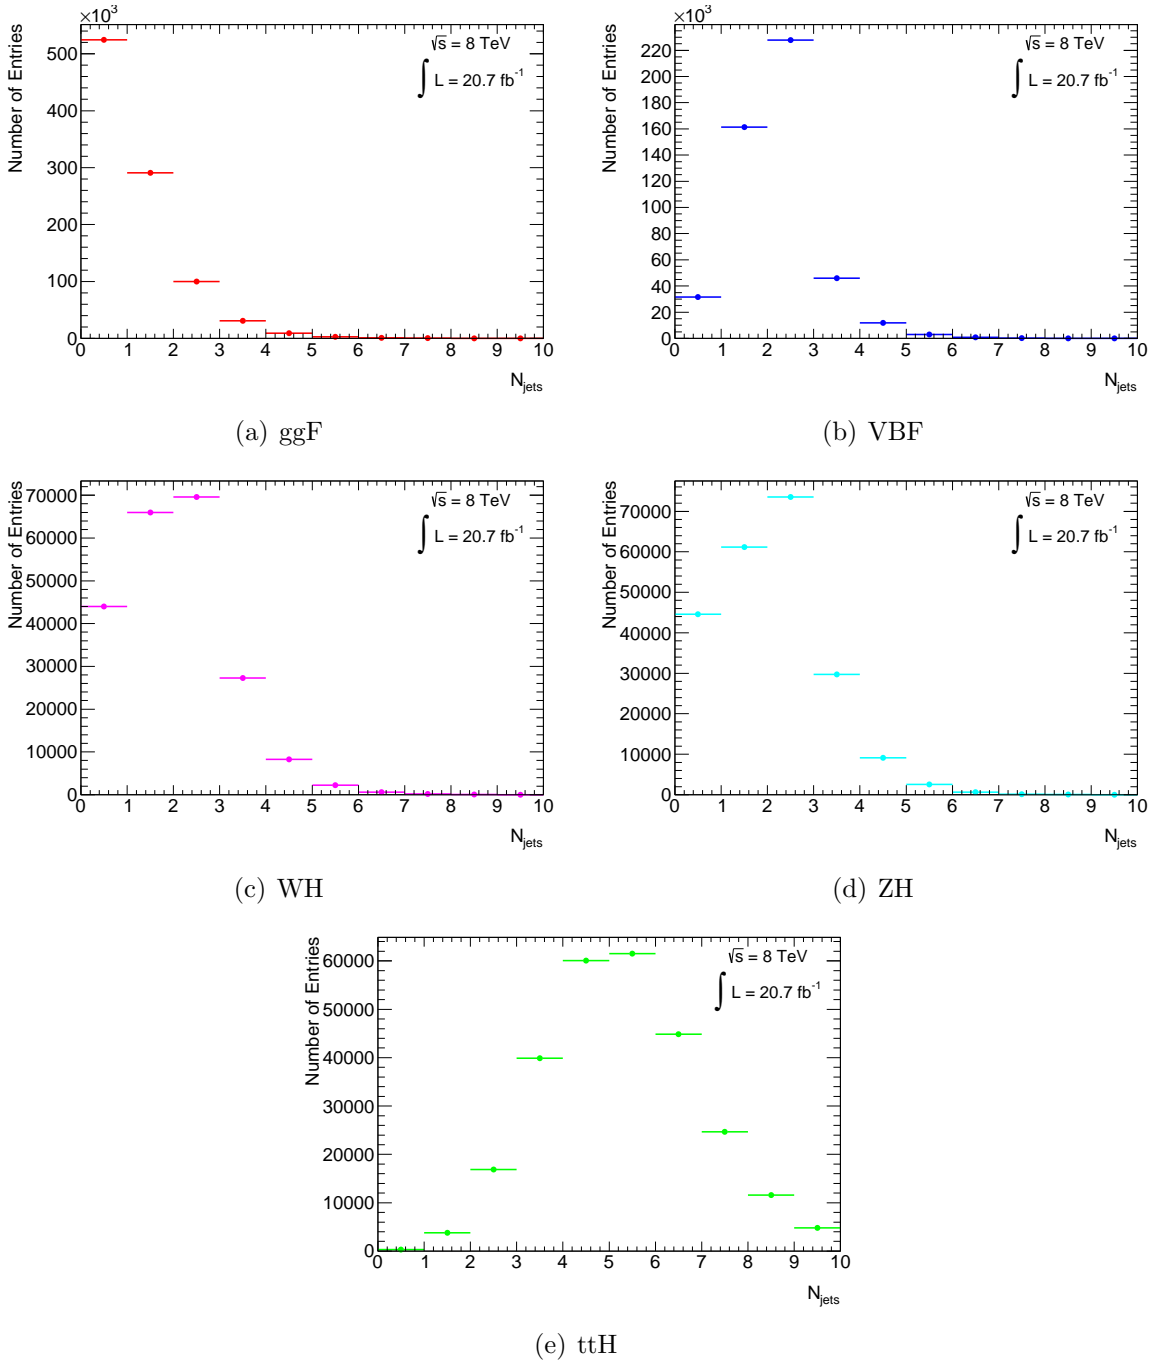 ×10³
Number of Entries
500
400
300
200
100
0
√s = 8 TeV
∫ L = 20.7 fb⁻¹
0 1 2 3 4 5 6 7 8 9 10
N_jets
(a) ggF
×10³
Number of Entries
220
200
180
160
140
120
100
80
60
40
20
0
√s = 8 TeV
∫ L = 20.7 fb⁻¹
0 1 2 3 4 5 6 7 8 9 10
N_jets
(b) VBF
Number of Entries
70000
60000
50000
40000
30000
20000
10000
0
√s = 8 TeV
∫ L = 20.7 fb⁻¹
0 1 2 3 4 5 6 7 8 9 10
N_jets
(c) WH
Number of Entries
70000
60000
50000
40000
30000
20000
10000
0
√s = 8 TeV
∫ L = 20.7 fb⁻¹
0 1 2 3 4 5 6 7 8 9 10
N_jets
(d) ZH
Number of Entries
60000
50000
40000
30000
20000
10000
0
√s = 8 TeV
∫ L = 20.7 fb⁻¹
0 1 2 3 4 5 6 7 8 9 10
N_jets
(e) ttH